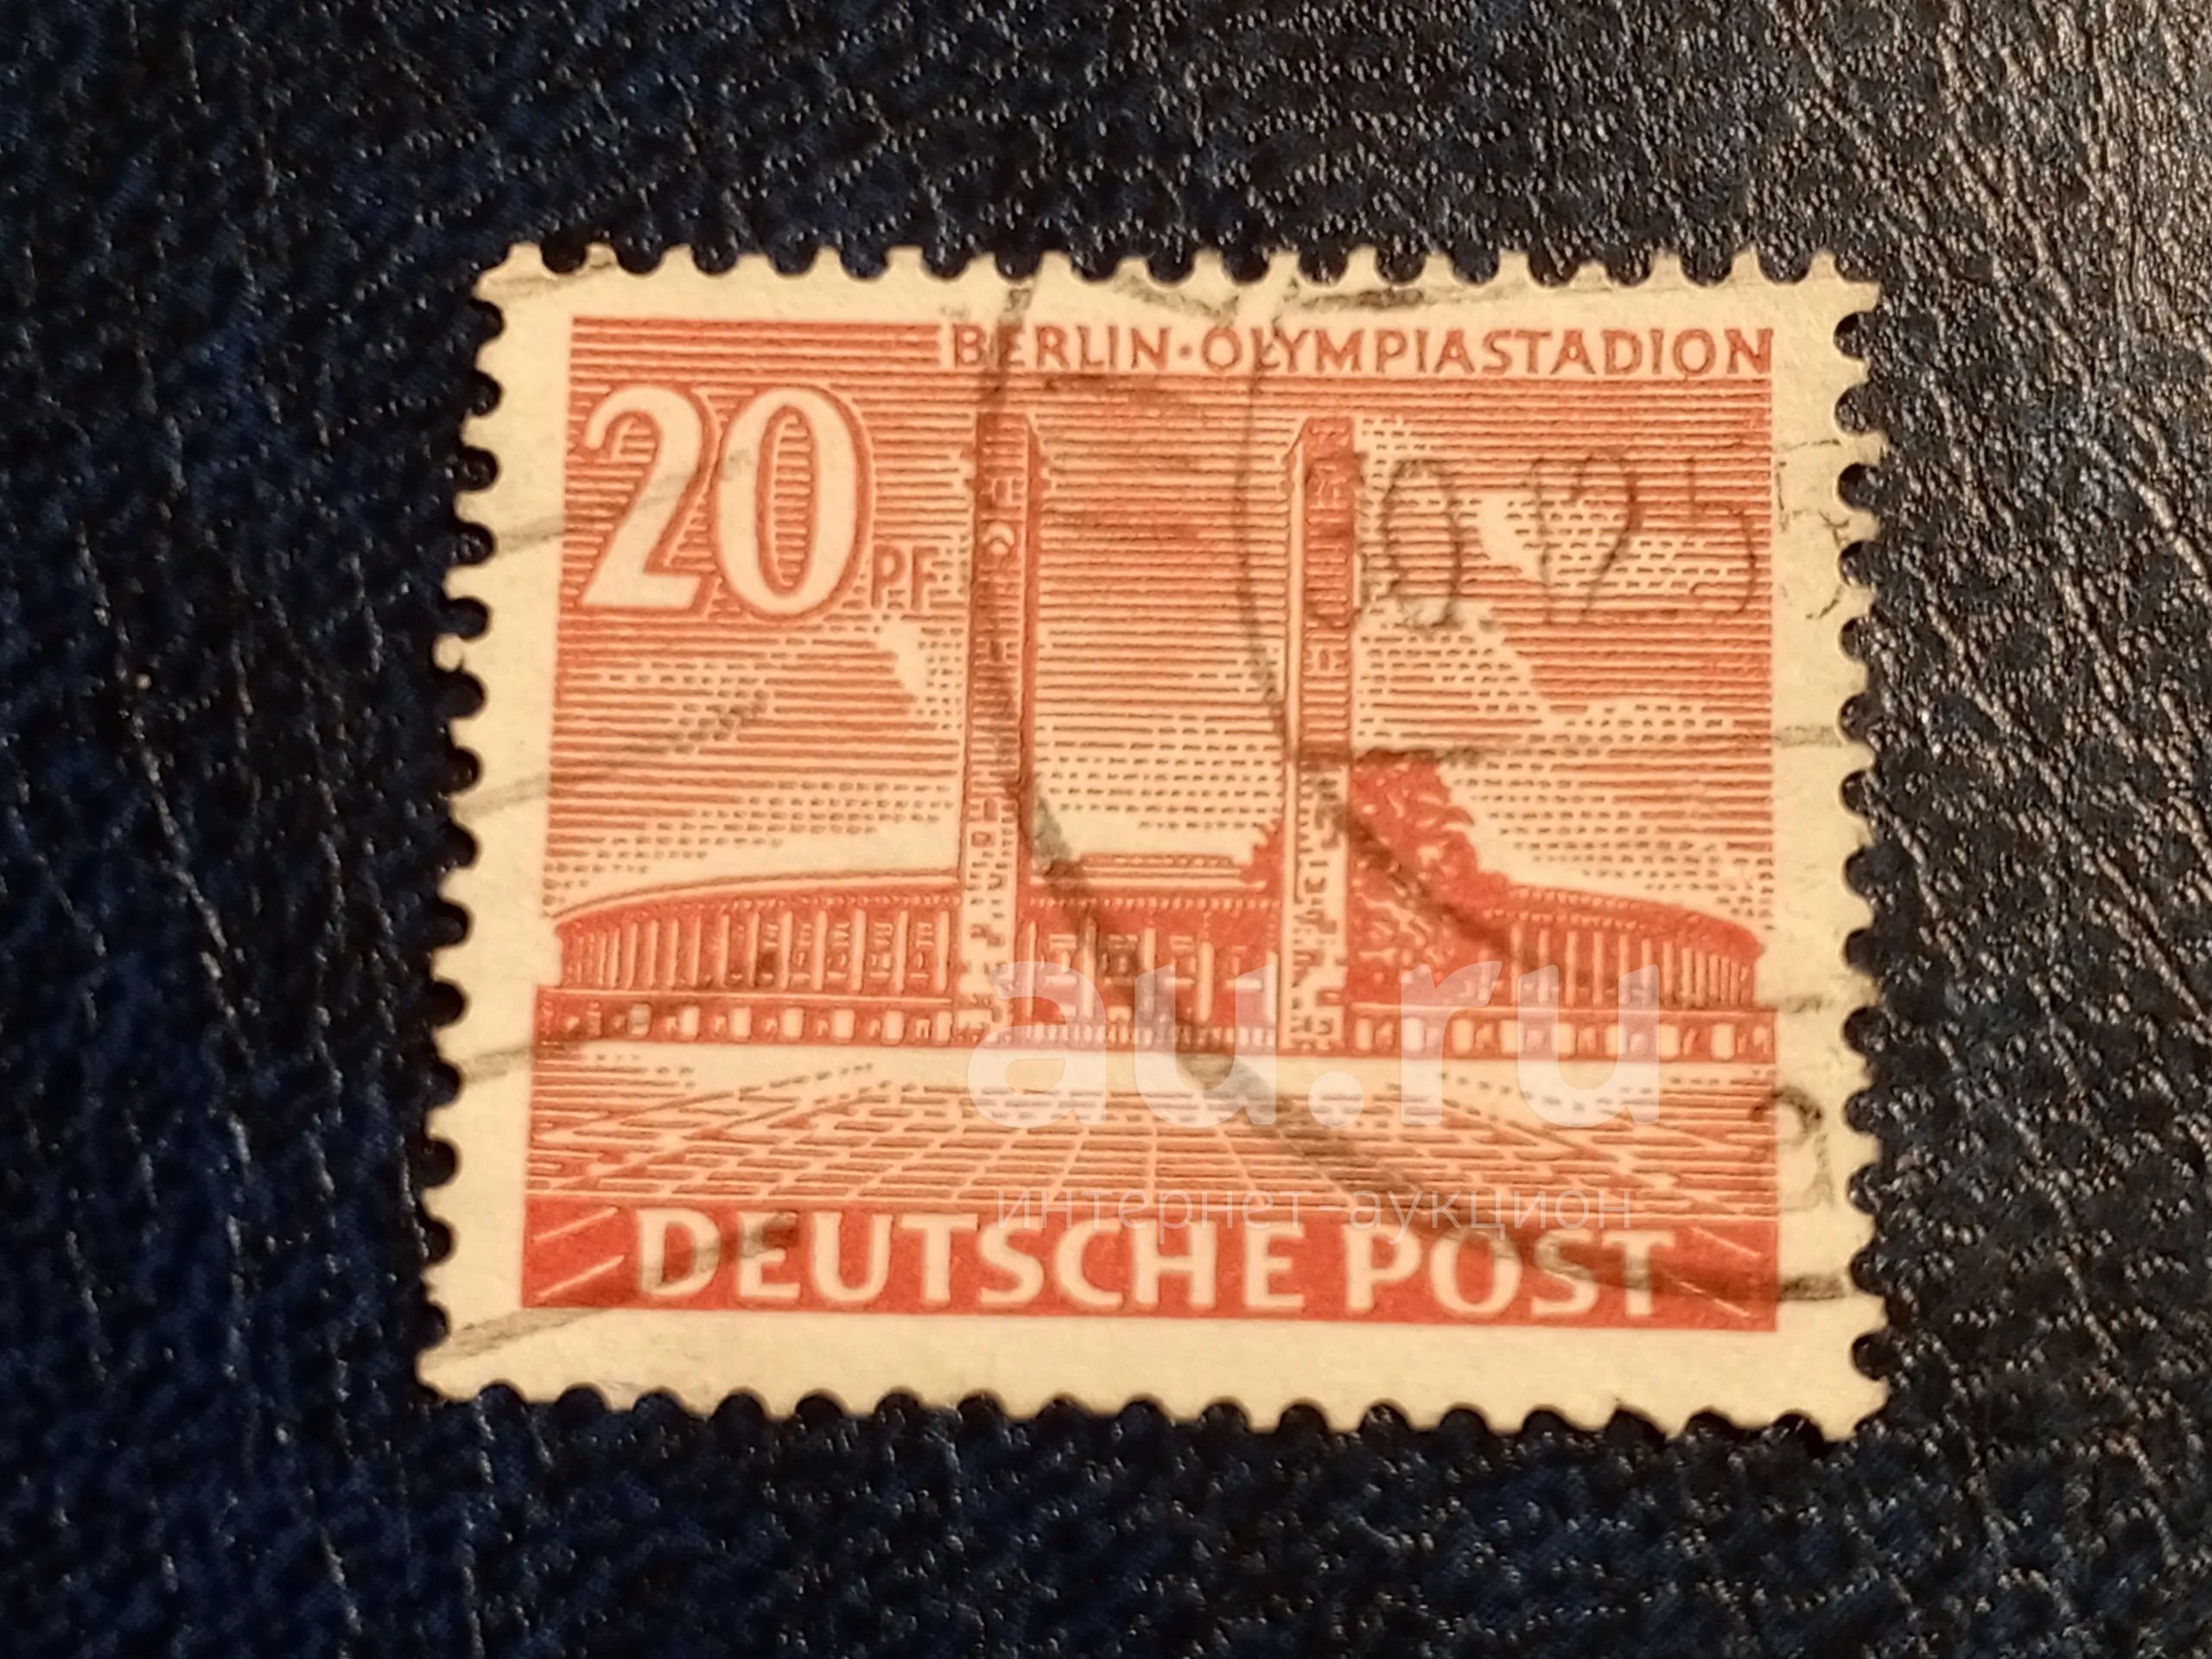 BERLIN·OLYMPIASTADION
20 PF
au.ru
интернет-аукцион
DEUTSCHE POST